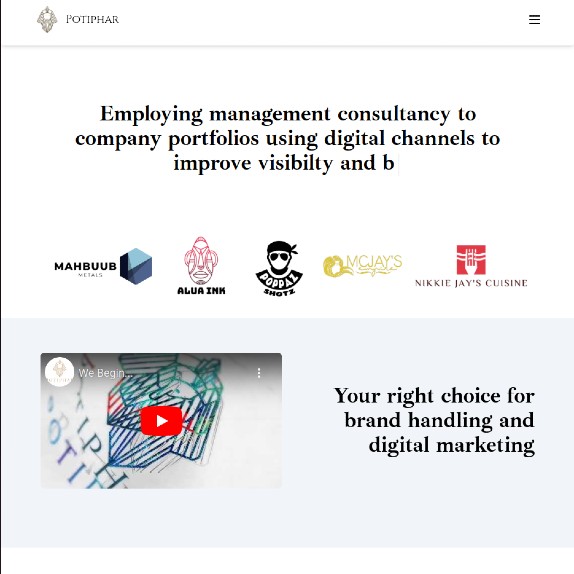 POTIPHAR
Employing management consultancy to
company portfolios using digital channels to
improve visibilty and b
MAHBUUB
METALS
ALUA INK
POPPAZ
SHOTZ
MCJAY'S
NIKKIE JAY'S CUISINE
We Begin...
Your right choice for
brand handling and
digital marketing